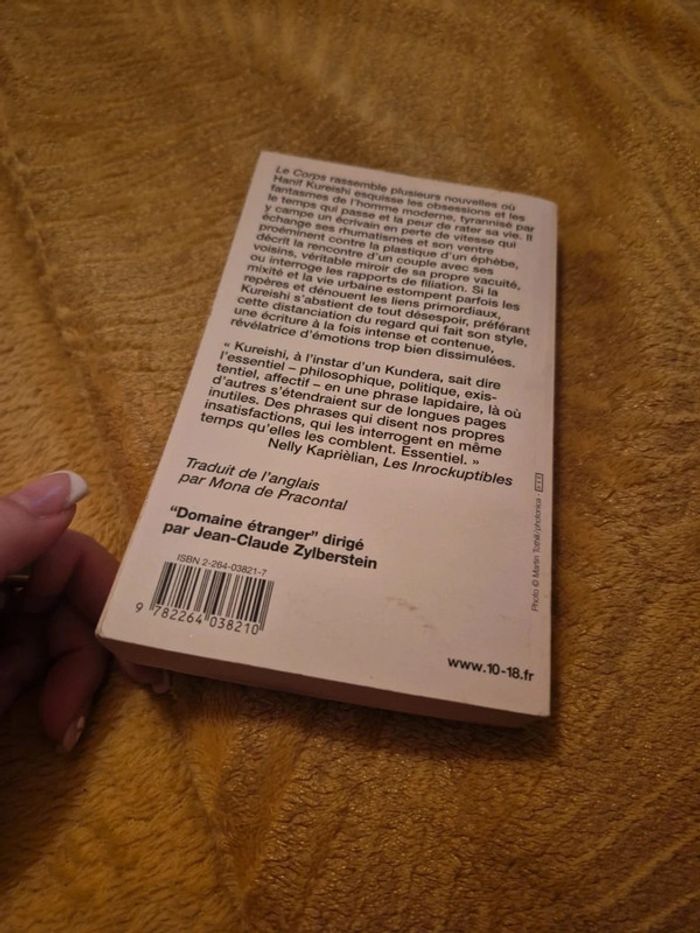 Le Corps rassemble plusieurs nouvelles où
Hanif Kureishi esquisse les obsessions et les
fantasmes de l'homme moderne, tyrannisé par
le temps qui passe et la peur de rater sa vie. Il
y campe un écrivain en perte de vitesse qui
échange ses rhumatismes et son ventre
proéminent contre la plastique d'un éphèbe,
décrit la rencontre d'un couple avec ses
voisins, véritable miroir de sa propre vacuité,
ou interroge les rapports de filiation. Si la
mixité et la vie urbaine estompent parfois les
repères et dénouent les liens primordiaux,
Kureishi s'abstient de tout désespoir, préférant
cette distanciation du regard qui fait son style,
une écriture à la fois intense et contenue,
révélatrice d'émotions trop bien dissimulées.
« Kureishi, à l'instar d'un Kundera, sait dire
l'essentiel – philosophique, politique, exis-
tentiel, affectif – en une phrase lapidaire, là où
d'autres s'étendraient sur de longues pages
inutiles. Des phrases qui disent nos propres
insatisfactions, qui les interrogent en même
temps qu'elles les comblent. Essentiel. »
Nelly Kaprièlian, Les Inrockuptibles
Traduit de l'anglais
par Mona de Pracontal
"Domaine étranger" dirigé
par Jean-Claude Zylberstein
ISBN 2-264-03821-7
9 782264 038210
www.10-18.fr
Photo © Martin Tothill/photonica -